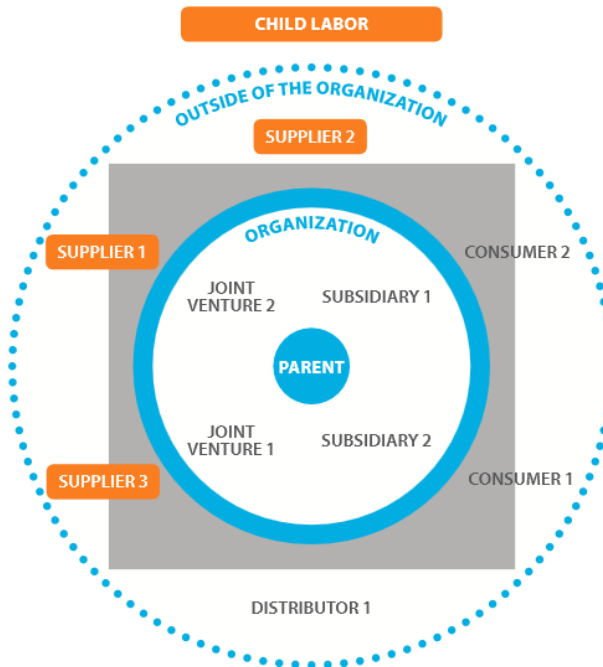 CHILD LABOR
OUTSIDE OF THE ORGANIZATION
SUPPLIER 2
ORGANIZATION
SUPPLIER 1
CONSUMER 2
JOINT
VENTURE 2
SUBSIDIARY 1
PARENT
JOINT
VENTURE 1
SUBSIDIARY 2
SUPPLIER 3
CONSUMER 1
DISTRIBUTOR 1